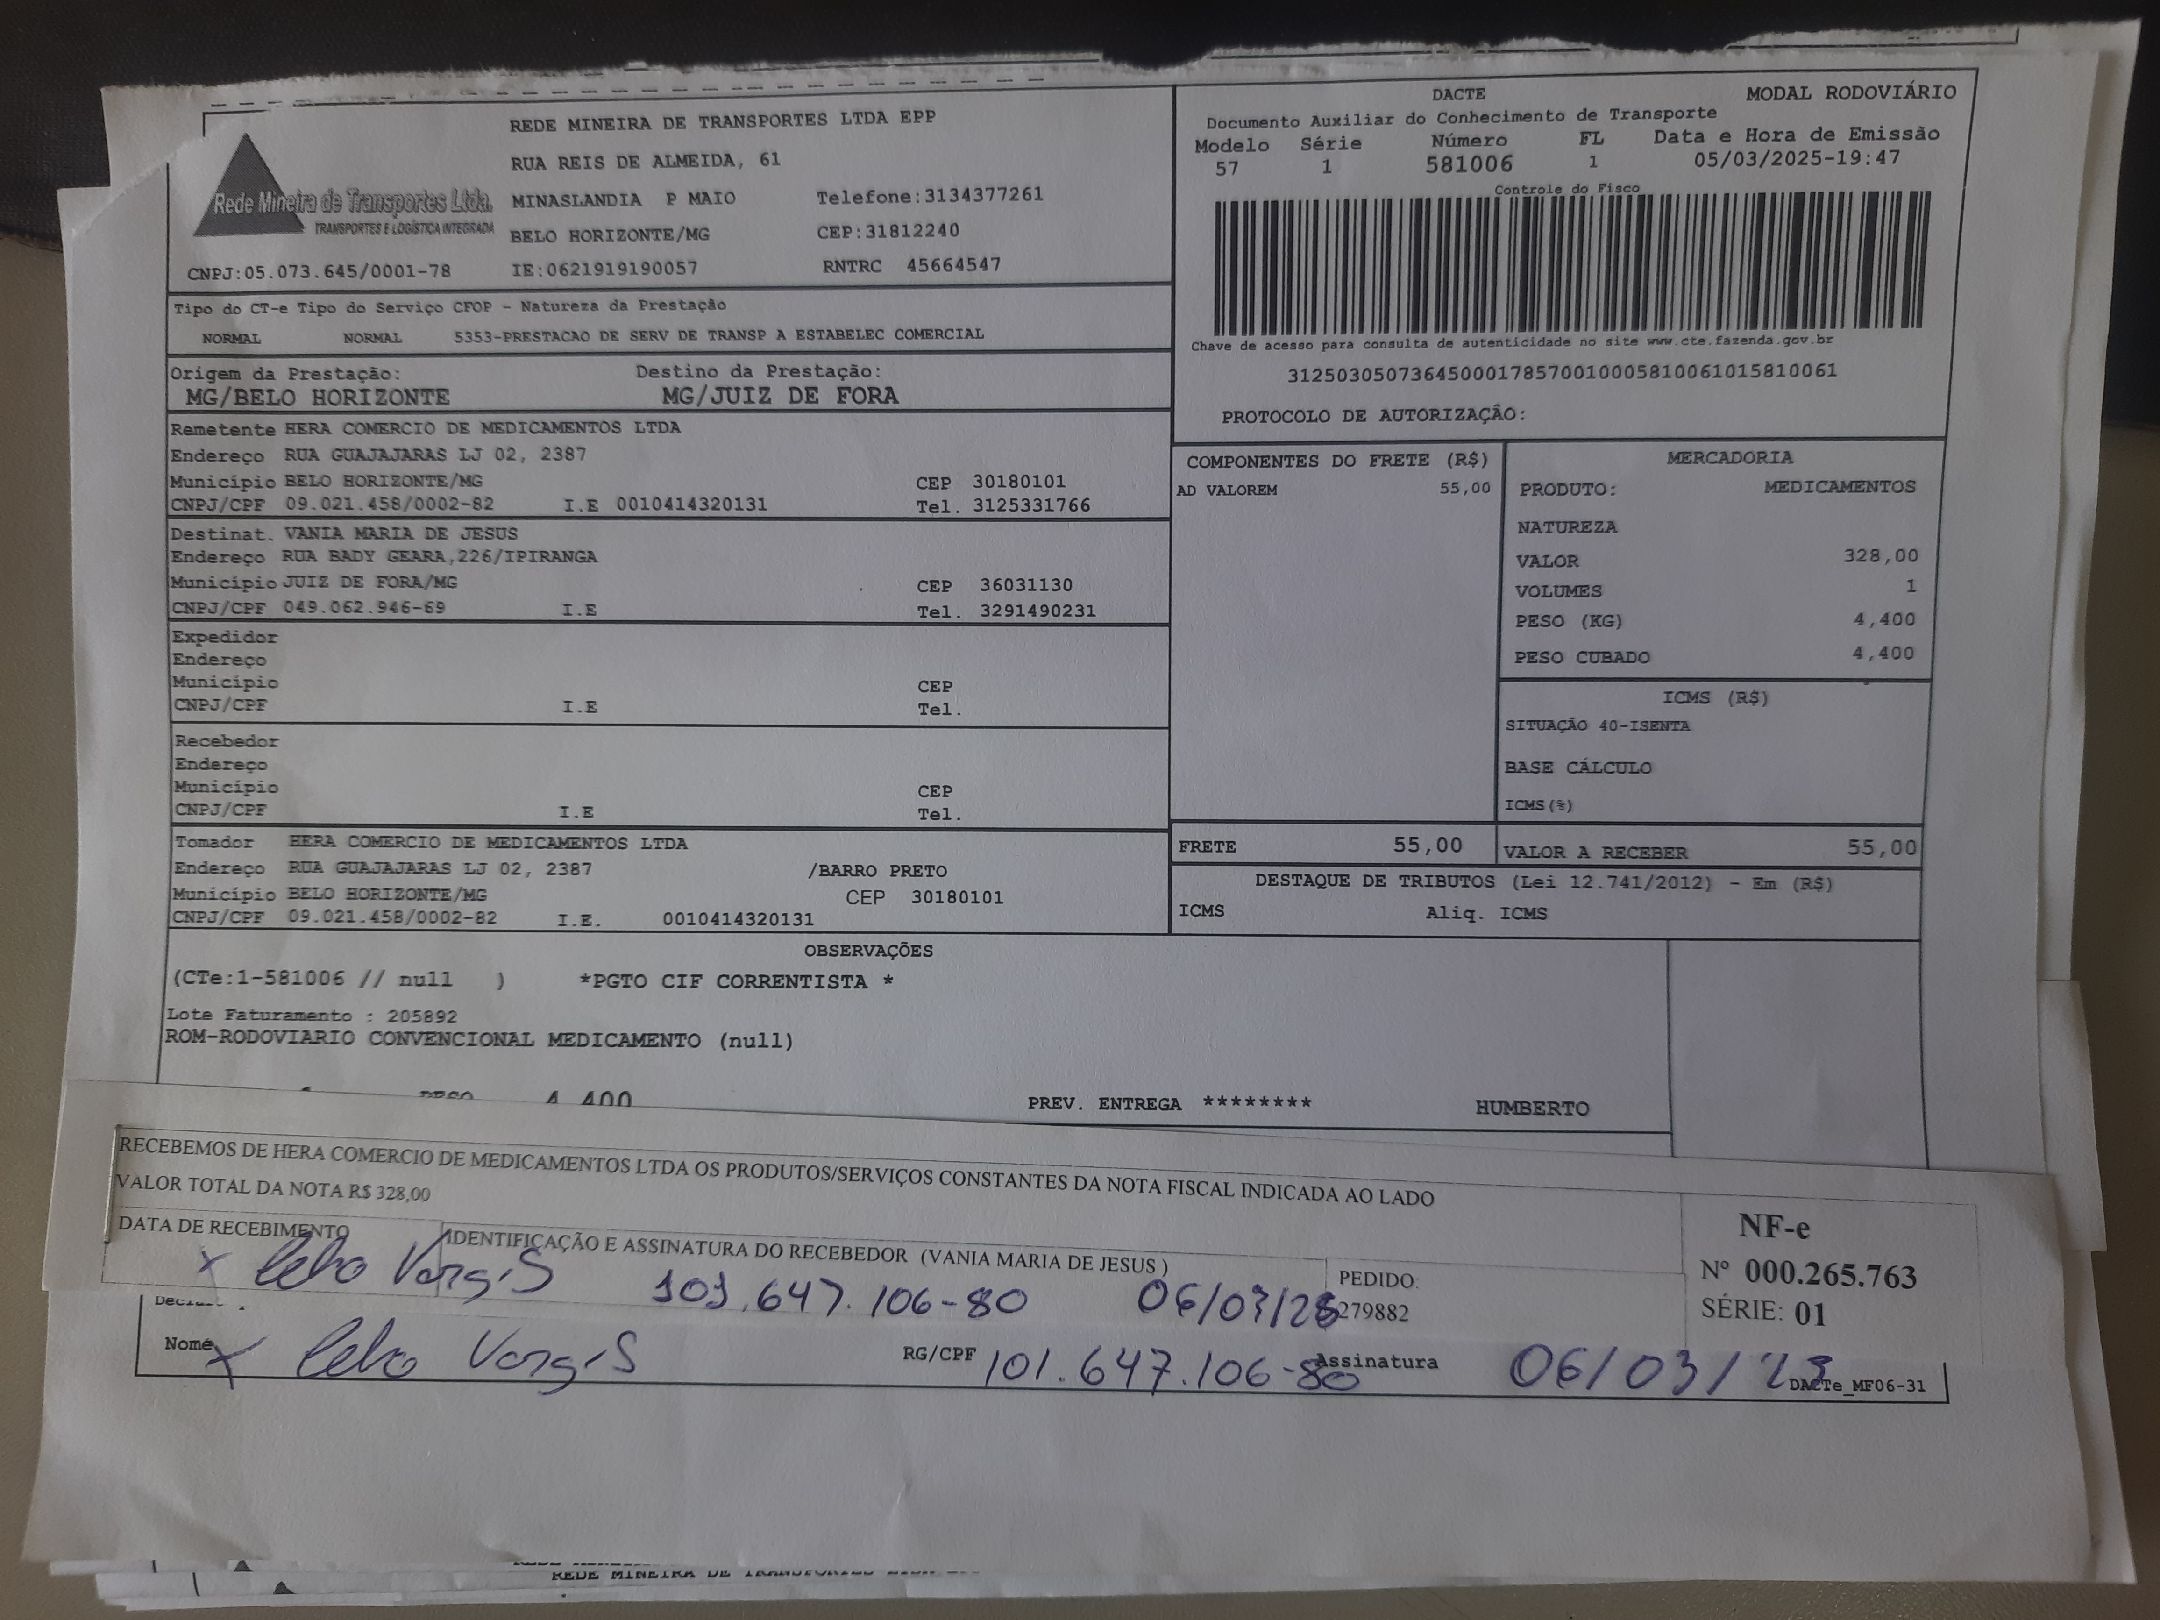 REDE MINEIRA DE TRANSPORTES LTDA EPP
RUA REIS DE ALMEIDA, 61
Rede Mineira de Transportes Ltda.
TRANSPORTES E LOGÍSTICA INTEGRADA
MINASLANDIA P MAIO Telefone:3134377261
BELO HORIZONTE/MG CEP:31812240
CNPJ:05.073.645/0001-78 IE:0621919190057 RNTRC 45664547
DACTE MODAL RODOVIÁRIO
Documento Auxiliar do Conhecimento de Transporte
Modelo Série Número FL Data e Hora de Emissão
57 1 581006 1 05/03/2025-19:47
Controle do Fisco
Chave de acesso para consulta de autenticidade no site www.cte.fazenda.gov.br
31250305073645000178570010005810061015810061
PROTOCOLO DE AUTORIZAÇÃO:
Tipo do CT-e Tipo do Serviço CFOP - Natureza da Prestação
NORMAL NORMAL 5353-PRESTACAO DE SERV DE TRANSP A ESTABELEC COMERCIAL
Origem da Prestação: Destino da Prestação:
MG/BELO HORIZONTE MG/JUIZ DE FORA
Remetente HERA COMERCIO DE MEDICAMENTOS LTDA
Endereço RUA GUAJAJARAS LJ 02, 2387
Município BELO HORIZONTE/MG CEP 30180101
CNPJ/CPF 09.021.458/0002-82 I.E 0010414320131 Tel. 3125331766
Destinat. VANIA MARIA DE JESUS
Endereço RUA BADY GEARA,226/IPIRANGA
Município JUIZ DE FORA/MG CEP 36031130
CNPJ/CPF 049.062.946-69 I.E Tel. 3291490231
Expedidor
Endereço
Município CEP
CNPJ/CPF I.E Tel.
Recebedor
Endereço
Município CEP
CNPJ/CPF I.E Tel.
Tomador HERA COMERCIO DE MEDICAMENTOS LTDA
Endereço RUA GUAJAJARAS LJ 02, 2387 /BARRO PRETO
Município BELO HORIZONTE/MG CEP 30180101
CNPJ/CPF 09.021.458/0002-82 I.E. 0010414320131
COMPONENTES DO FRETE (R$)
AD VALOREM 55,00
MERCADORIA
PRODUTO: MEDICAMENTOS
NATUREZA
VALOR 328,00
VOLUMES 1
PESO (KG) 4,400
PESO CUBADO 4,400
ICMS (R$)
SITUAÇÃO 40-ISENTA
BASE CÁLCULO
ICMS(%)
FRETE 55,00 VALOR A RECEBER 55,00
DESTAQUE DE TRIBUTOS (Lei 12.741/2012) - Em (R$)
ICMS Aliq. ICMS
OBSERVAÇÕES
(CTe:1-581006 // null ) *PGTO CIF CORRENTISTA *
Lote Faturamento : 205892
ROM-RODOVIARIO CONVENCIONAL MEDICAMENTO (null)
PESO 4,400 PREV. ENTREGA ******** HUMBERTO
RECEBEMOS DE HERA COMERCIO DE MEDICAMENTOS LTDA OS PRODUTOS/SERVIÇOS CONSTANTES DA NOTA FISCAL INDICADA AO LADO
VALOR TOTAL DA NOTA R$ 328,00
DATA DE RECEBIMENTO IDENTIFICAÇÃO E ASSINATURA DO RECEBEDOR (VANIA MARIA DE JESUS )
x 101.647.106-80 06/03/25
PEDIDO:
279882
NF-e
Nº 000.265.763
SÉRIE: 01
Nome x RG/CPF 101.647.106-80 Assinatura 06/03/
DACTe_MF06-31
REDE MINEIRA DE TRANSPORTES LTDA EPP